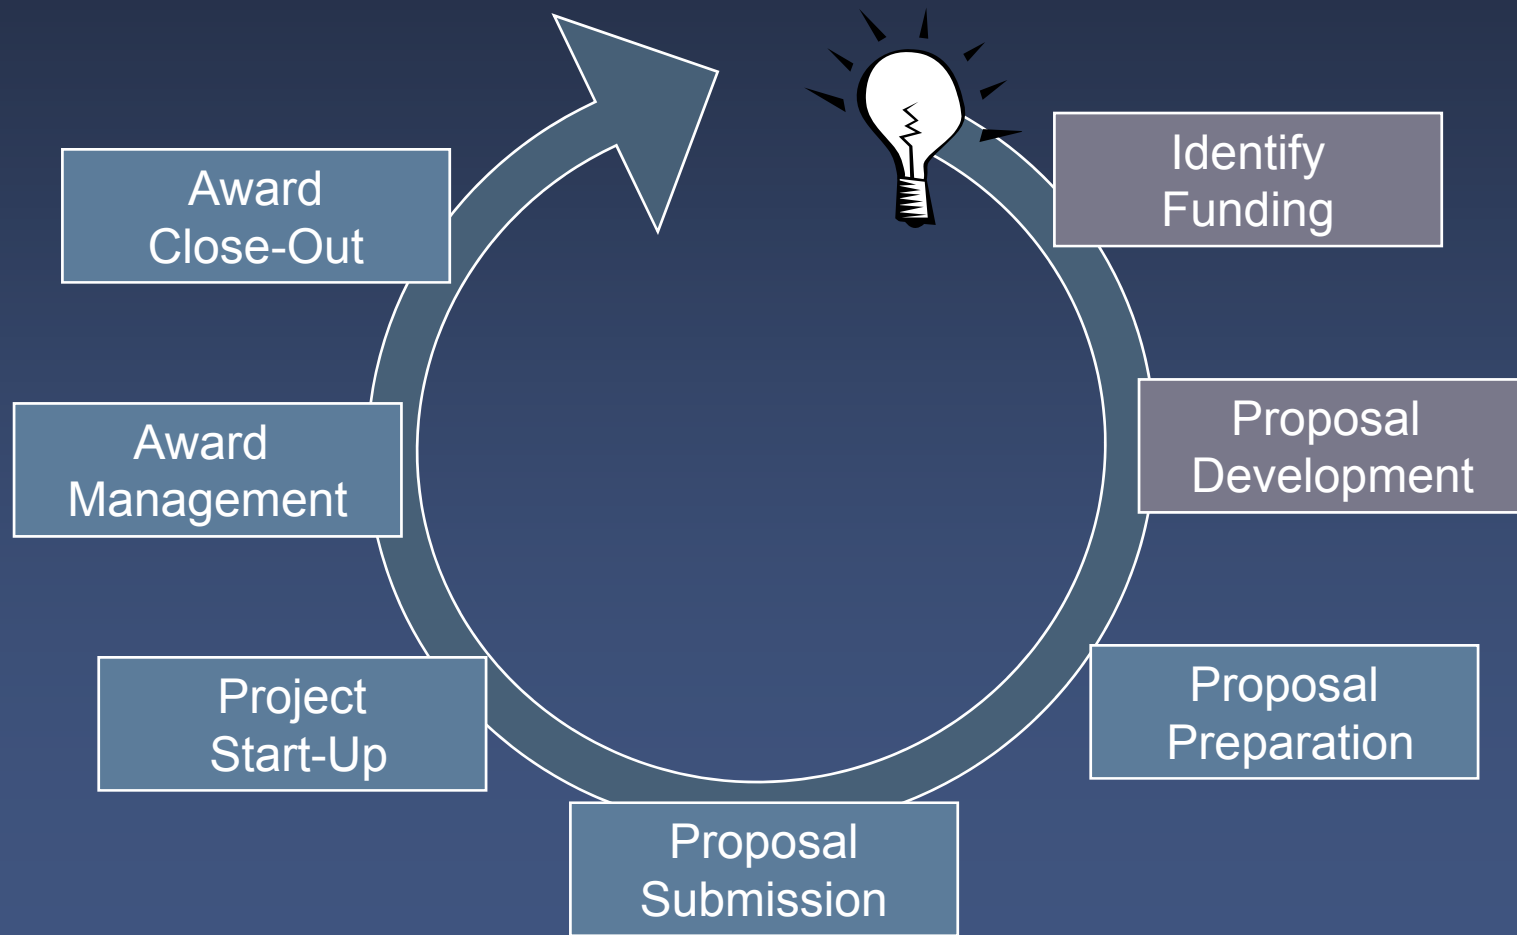 Identify
Funding
Proposal
Development
Proposal
Preparation
Proposal
Submission
Project
Start-Up
Award
Management
Award
Close-Out